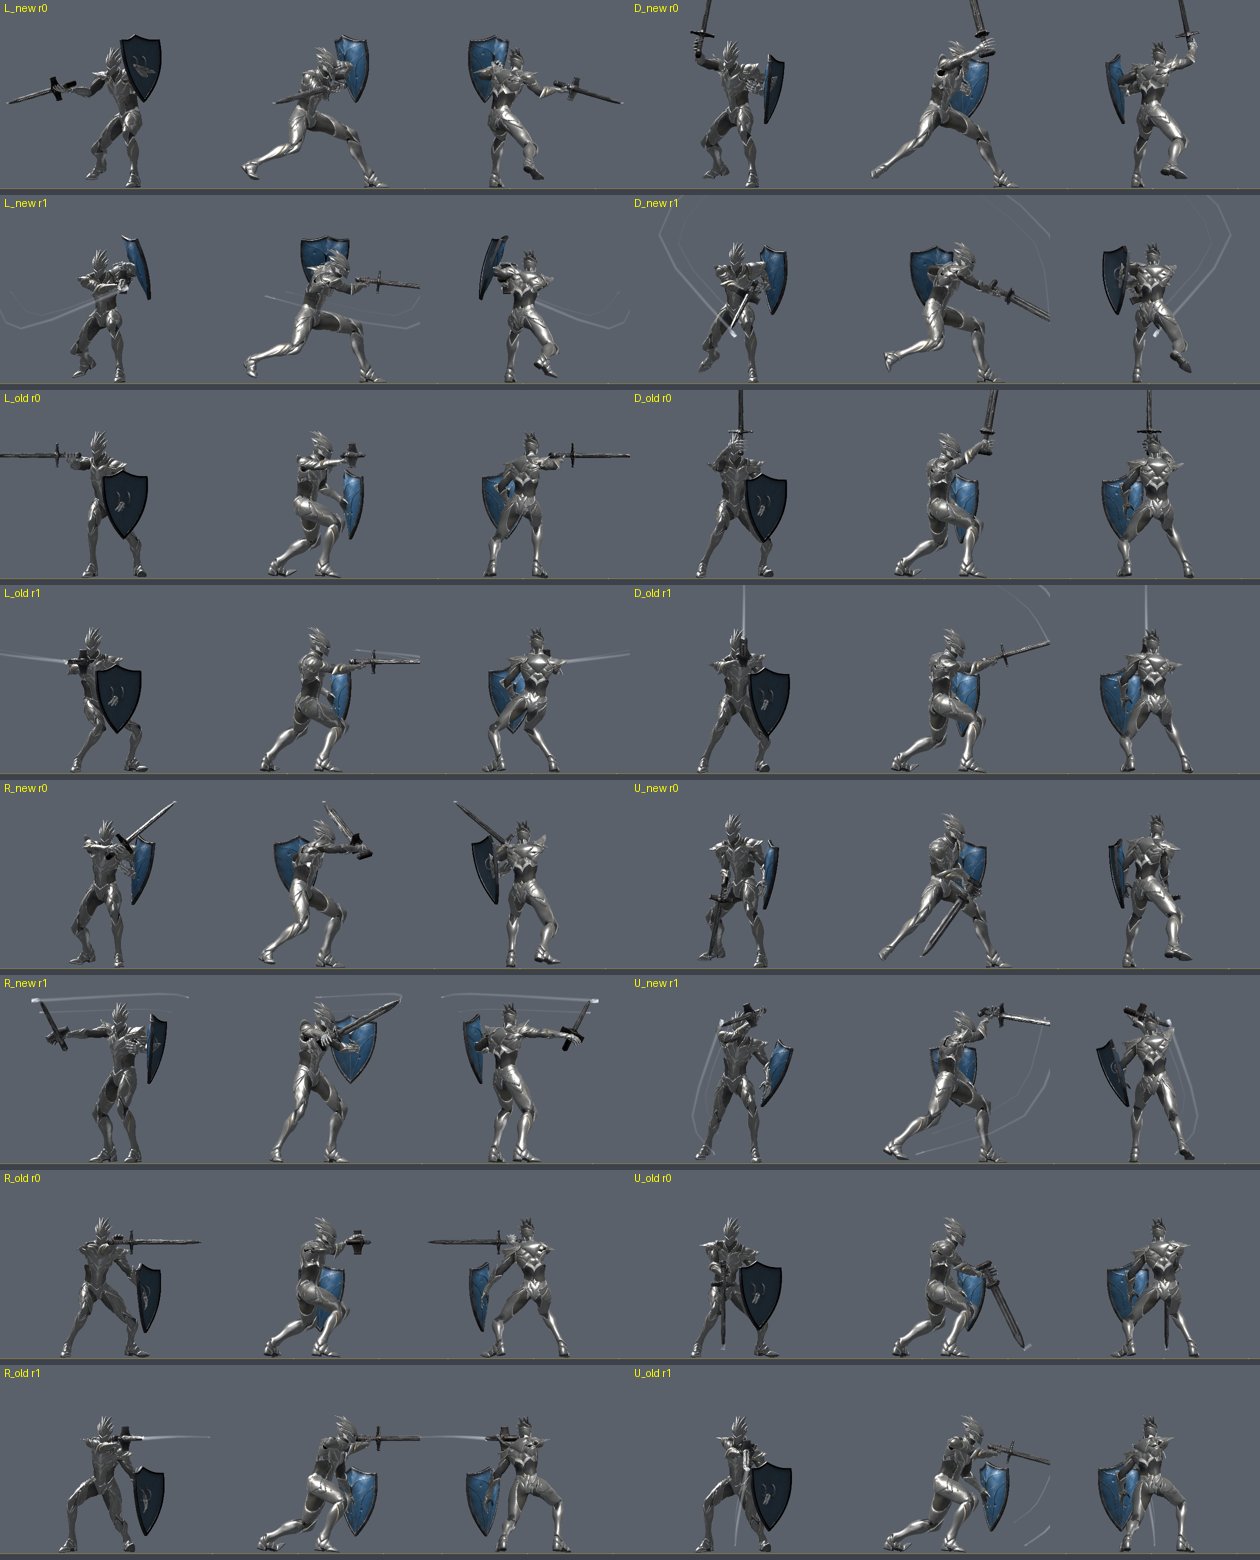 L_new r0
D_new r0
L_new r1
D_new r1
L_old r0
D_old r0
L_old r1
D_old r1
R_new r0
U_new r0
R_new r1
U_new r1
R_old r0
U_old r0
R_old r1
U_old r1